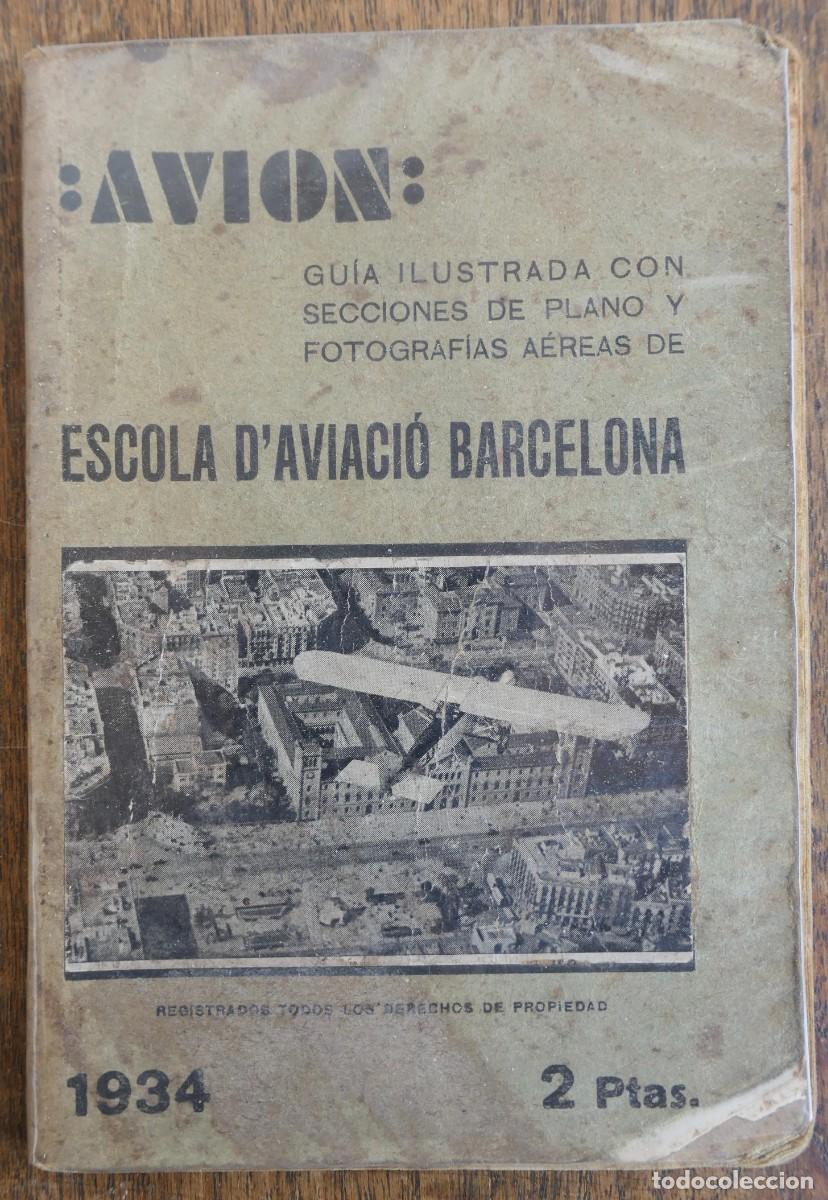 :AVION:
GUÍA ILUSTRADA CON
SECCIONES DE PLANO Y
FOTOGRAFÍAS AÉREAS DE
ESCOLA D'AVIACIÓ BARCELONA
REGISTRADOS TODOS LOS DERECHOS DE PROPIEDAD
1934 2 Ptas.
todocoleccion